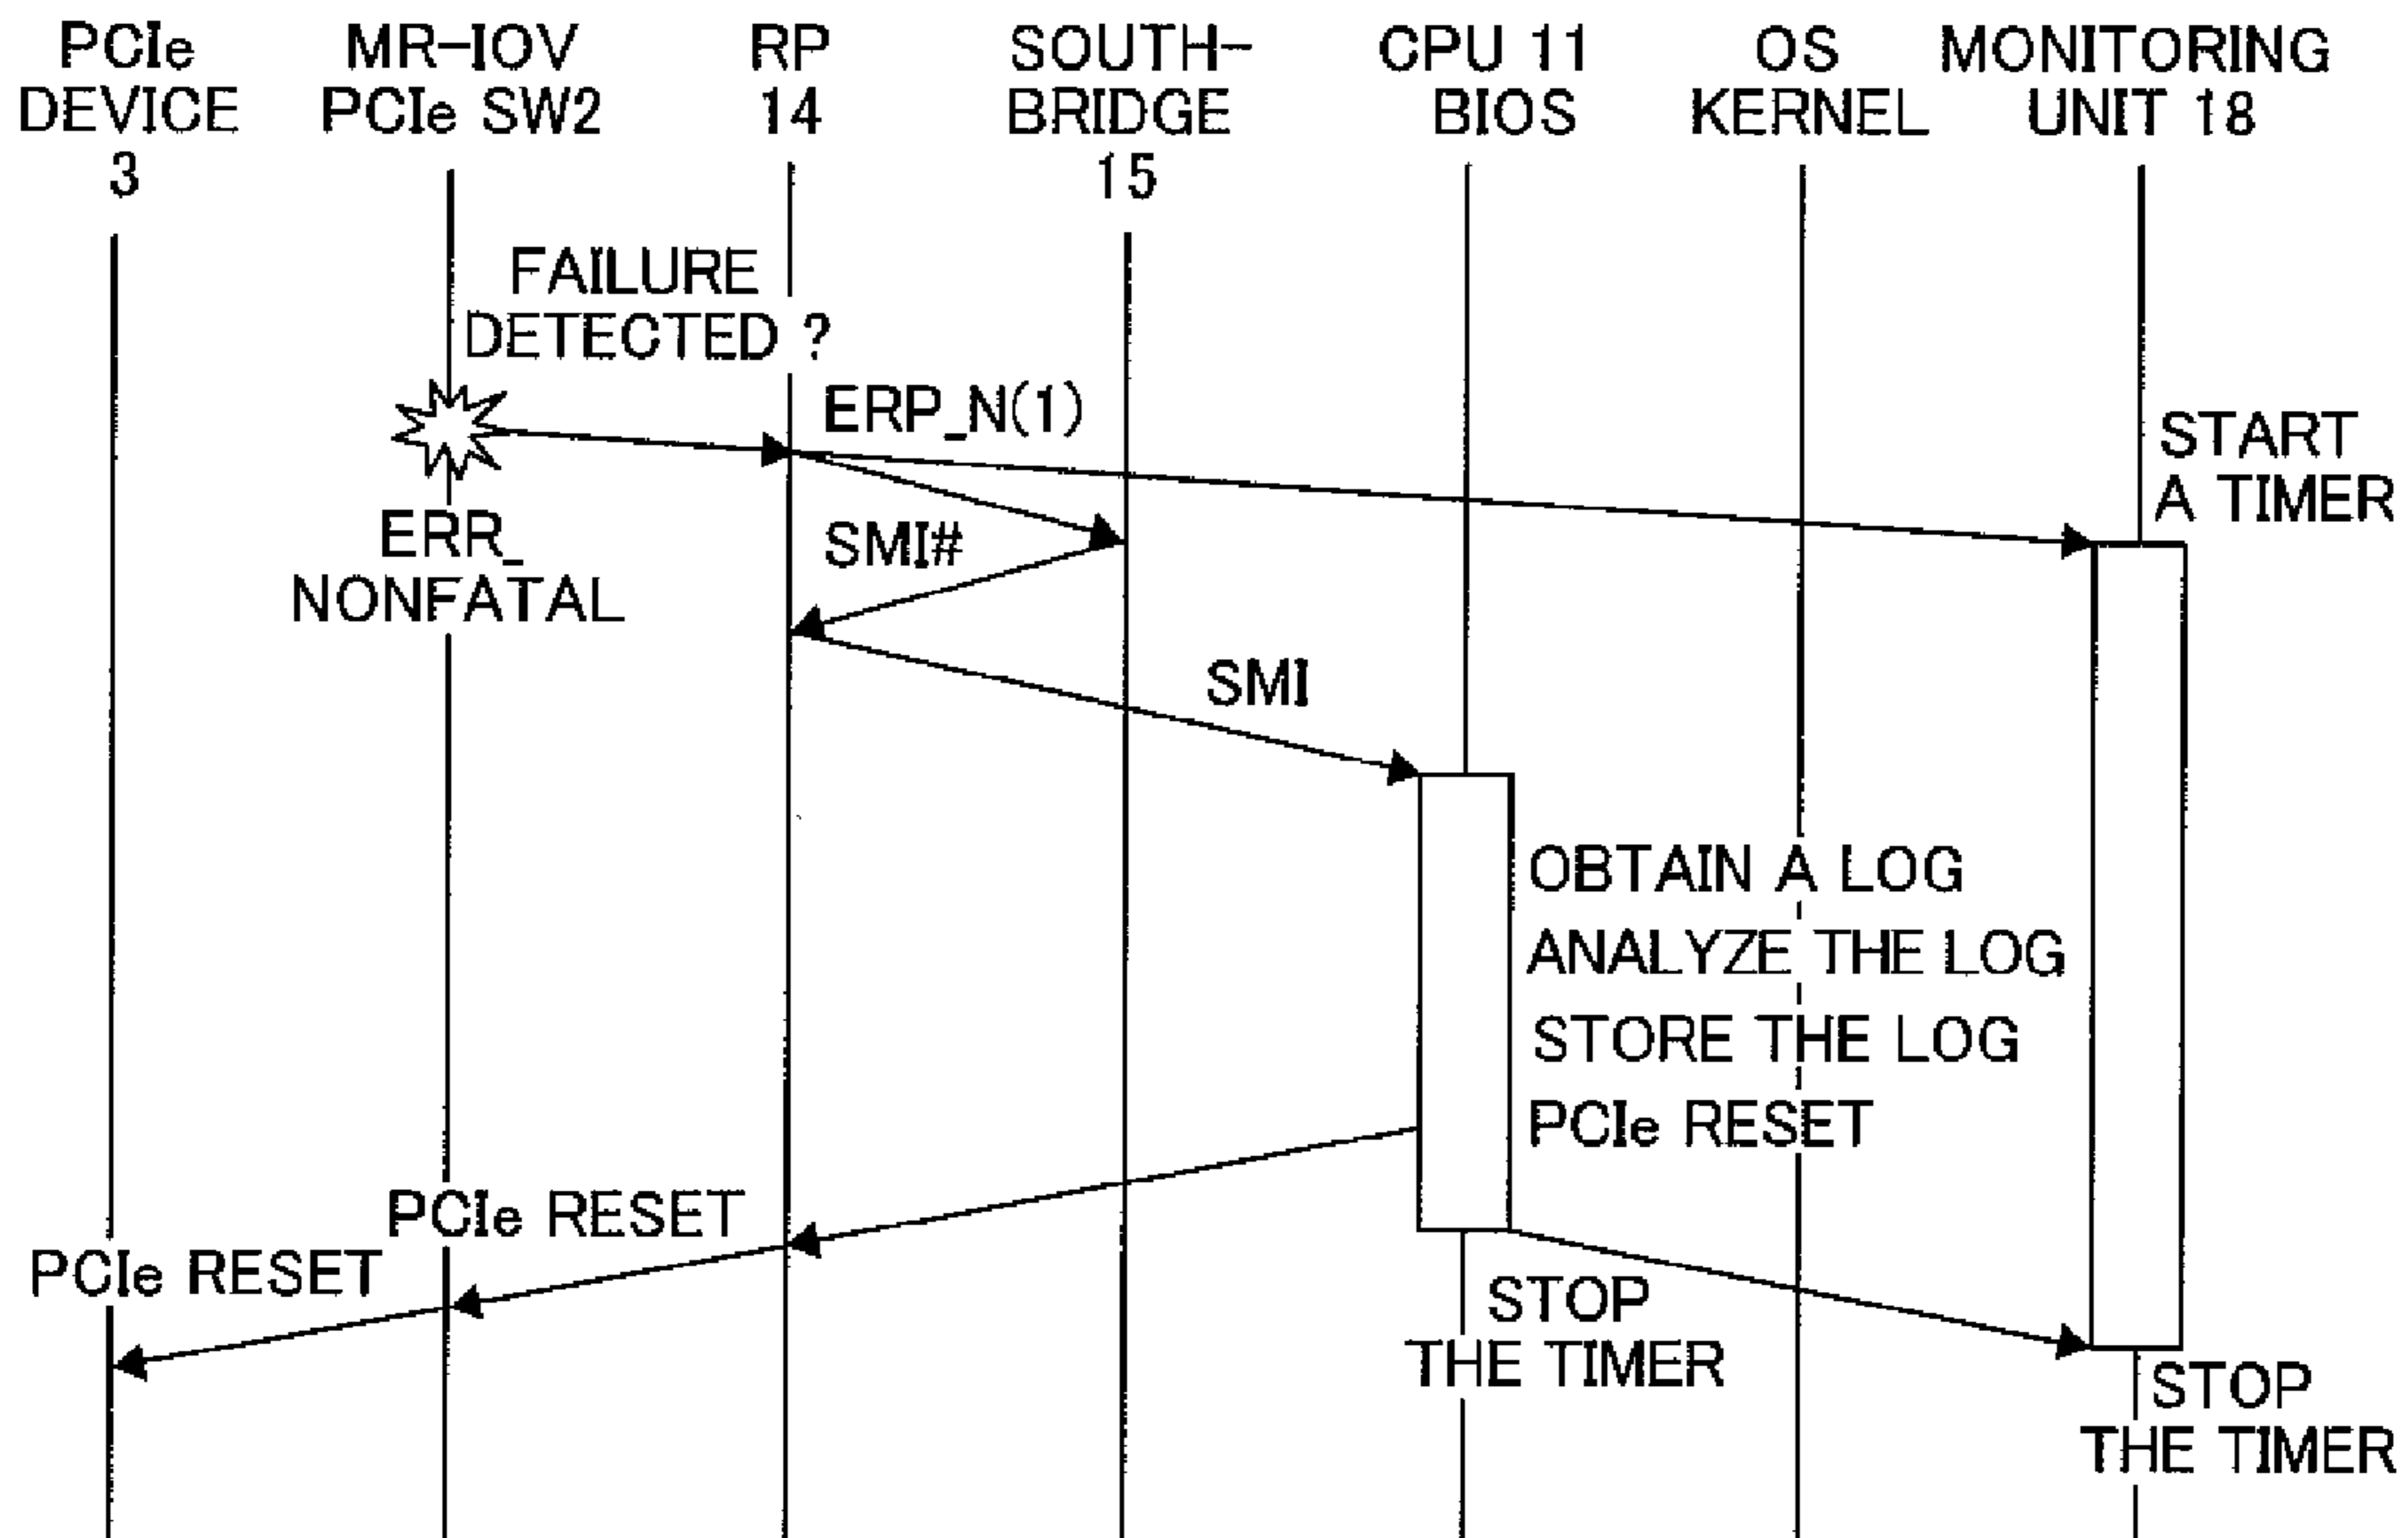 PCIe
DEVICE
3
MR-IOV
PCIe SW2
RP
14
SOUTH-
BRIDGE
15
CPU 11
BIOS
OS
KERNEL
MONITORING
UNIT 18
FAILURE
DETECTED ?
ERP_N(1)
START
A TIMER
ERR_
NONFATAL
SMI#
SMI
OBTAIN A LOG
ANALYZE THE LOG
STORE THE LOG
PCIe RESET
PCIe RESET
PCIe RESET
STOP
THE TIMER
STOP
THE TIMER